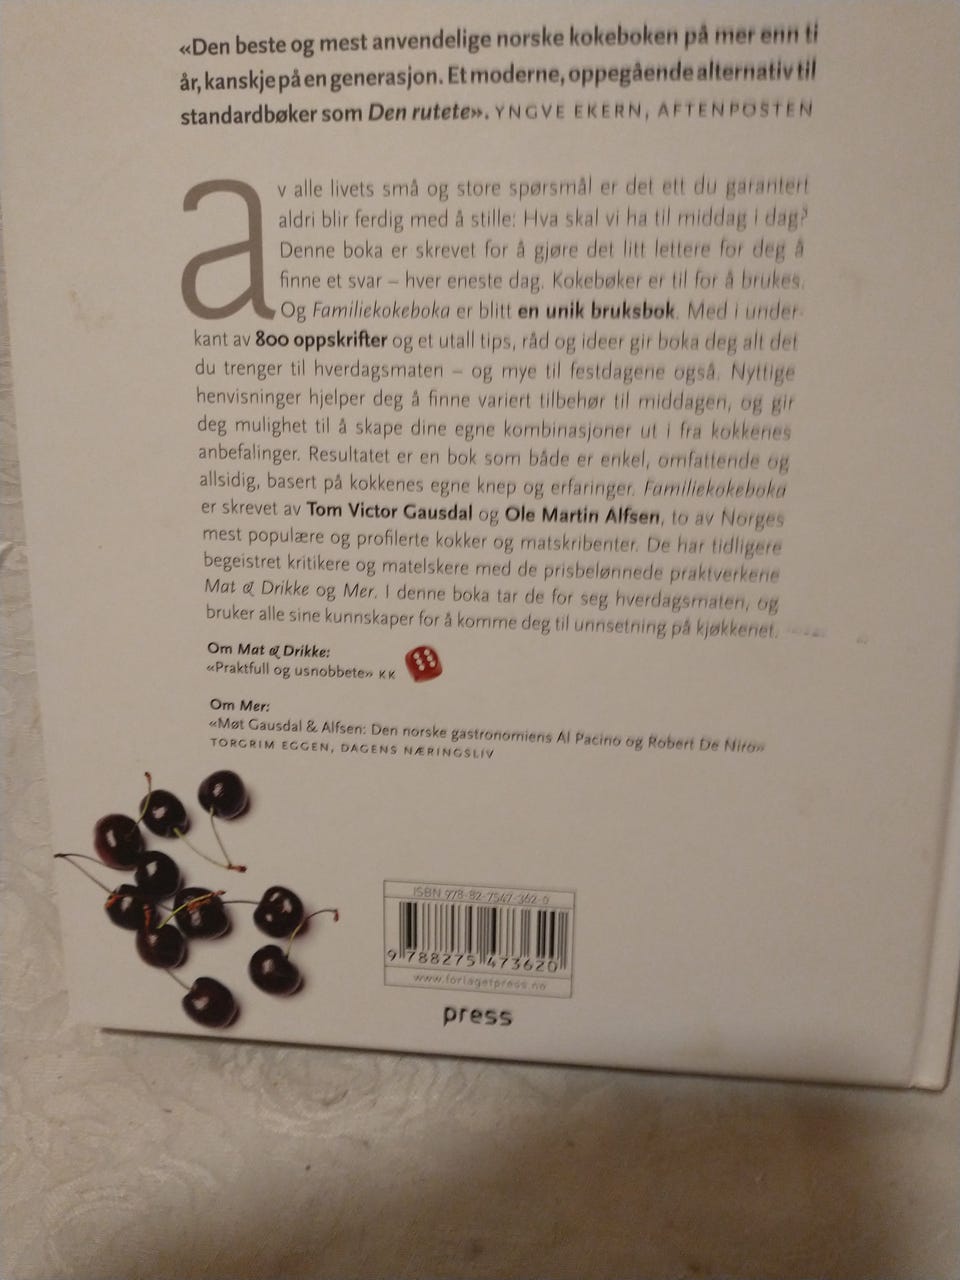 «Den beste og mest anvendelige norske kokeboken på mer enn ti
år, kanskje på en generasjon. Et moderne, oppegående alternativ til
standardbøker som Den rutete». YNGVE EKERN, AFTENPOSTEN
av alle livets små og store spørsmål er det ett du garantert
aldri blir ferdig med å stille: Hva skal vi ha til middag i dag?
Denne boka er skrevet for å gjøre det litt lettere for deg å
finne et svar – hver eneste dag. Kokebøker er til for å brukes.
Og Familiekokeboka er blitt en unik bruksbok. Med i under-
kant av 800 oppskrifter og et utall tips, råd og ideer gir boka deg alt det
du trenger til hverdagsmaten – og mye til festdagene også. Nyttige
henvisninger hjelper deg å finne variert tilbehør til middagen, og gir
deg mulighet til å skape dine egne kombinasjoner ut i fra kokkenes
anbefalinger. Resultatet er en bok som både er enkel, omfattende og
allsidig, basert på kokkenes egne knep og erfaringer. Familiekokeboka
er skrevet av Tom Victor Gausdal og Ole Martin Alfsen, to av Norges
mest populære og profilerte kokker og matskribenter. De har tidligere
begeistret kritikere og matelskere med de prisbelønnede praktverkene
Mat & Drikke og Mer. I denne boka tar de for seg hverdagsmaten, og
bruker alle sine kunnskaper for å komme deg til unnsetning på kjøkkenet.
Om Mat & Drikke:
«Praktfull og usnobbete» KK
Om Mer:
«Møt Gausdal & Alfsen: Den norske gastronomiens Al Pacino og Robert De Niro»
TORGRIM EGGEN, DAGENS NÆRINGSLIV
ISBN 978-82-7547-362-0
9 788275 473620
www.forlagetpress.no
press